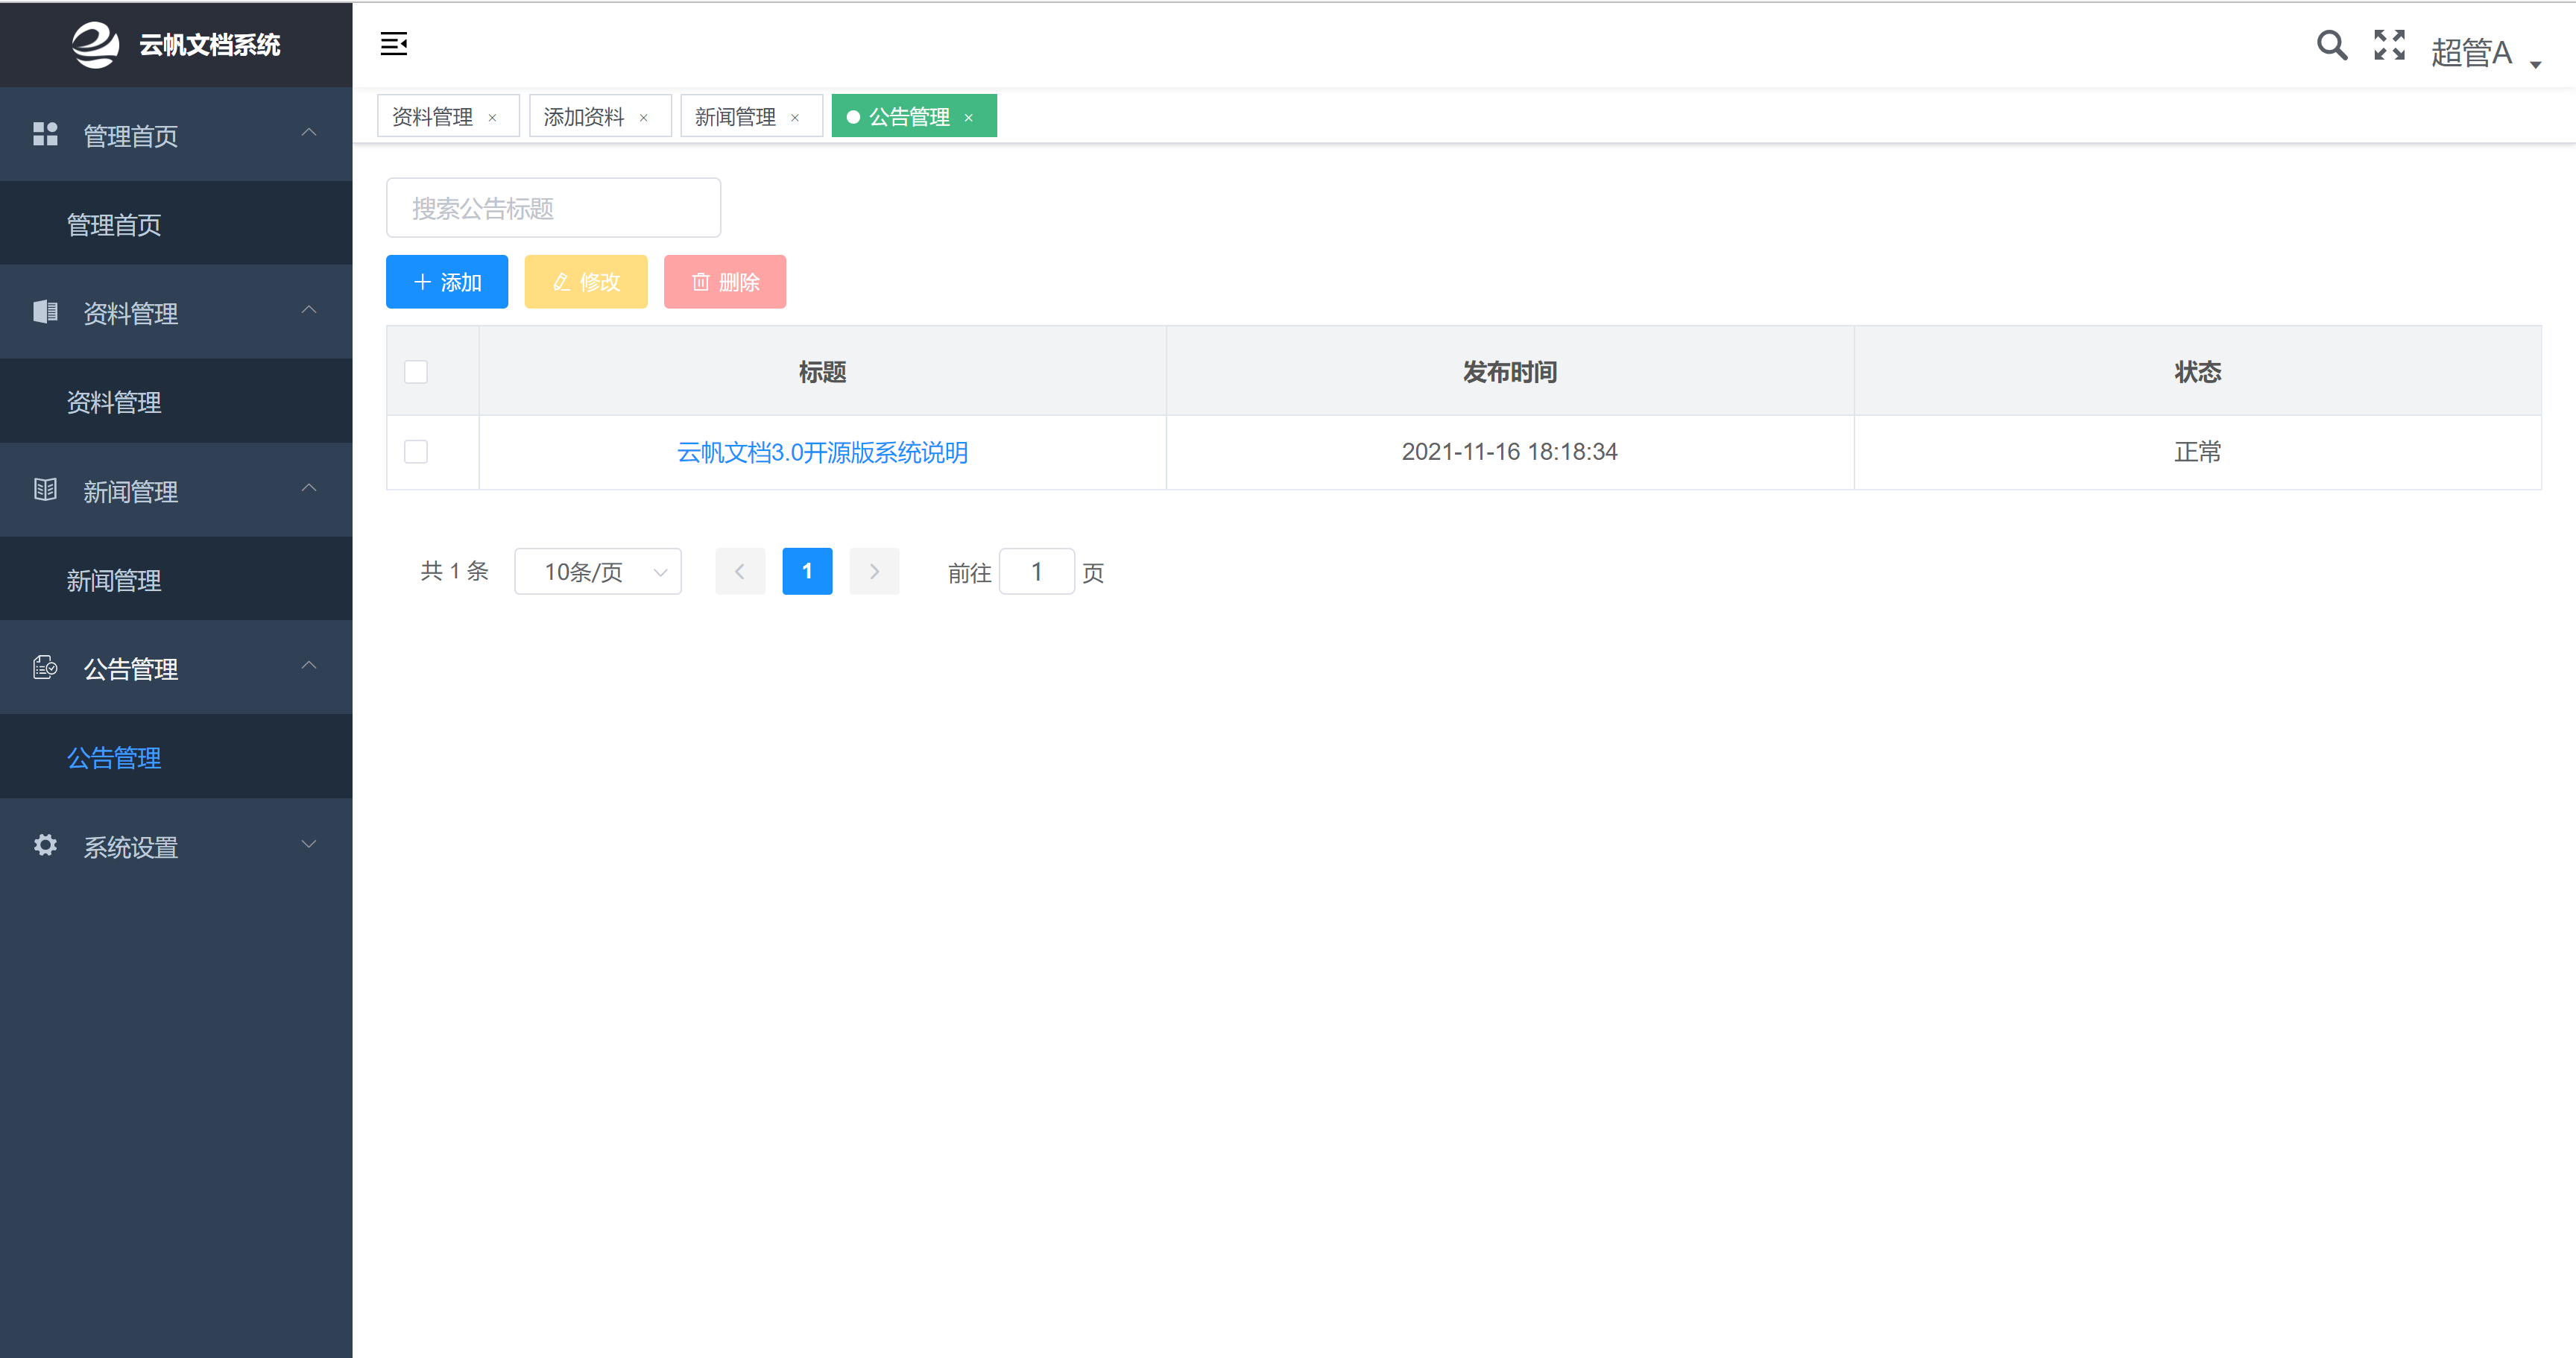 云帆文档系统
超管A
管理首页
管理首页
资料管理
资料管理
新闻管理
新闻管理
公告管理
公告管理
系统设置
资料管理 × 添加资料 × 新闻管理 × 公告管理 ×
搜索公告标题
添加 修改 删除
标题 发布时间 状态
云帆文档3.0开源版系统说明 2021-11-16 18:18:34 正常
共 1 条 10条/页 1 前往 1 页